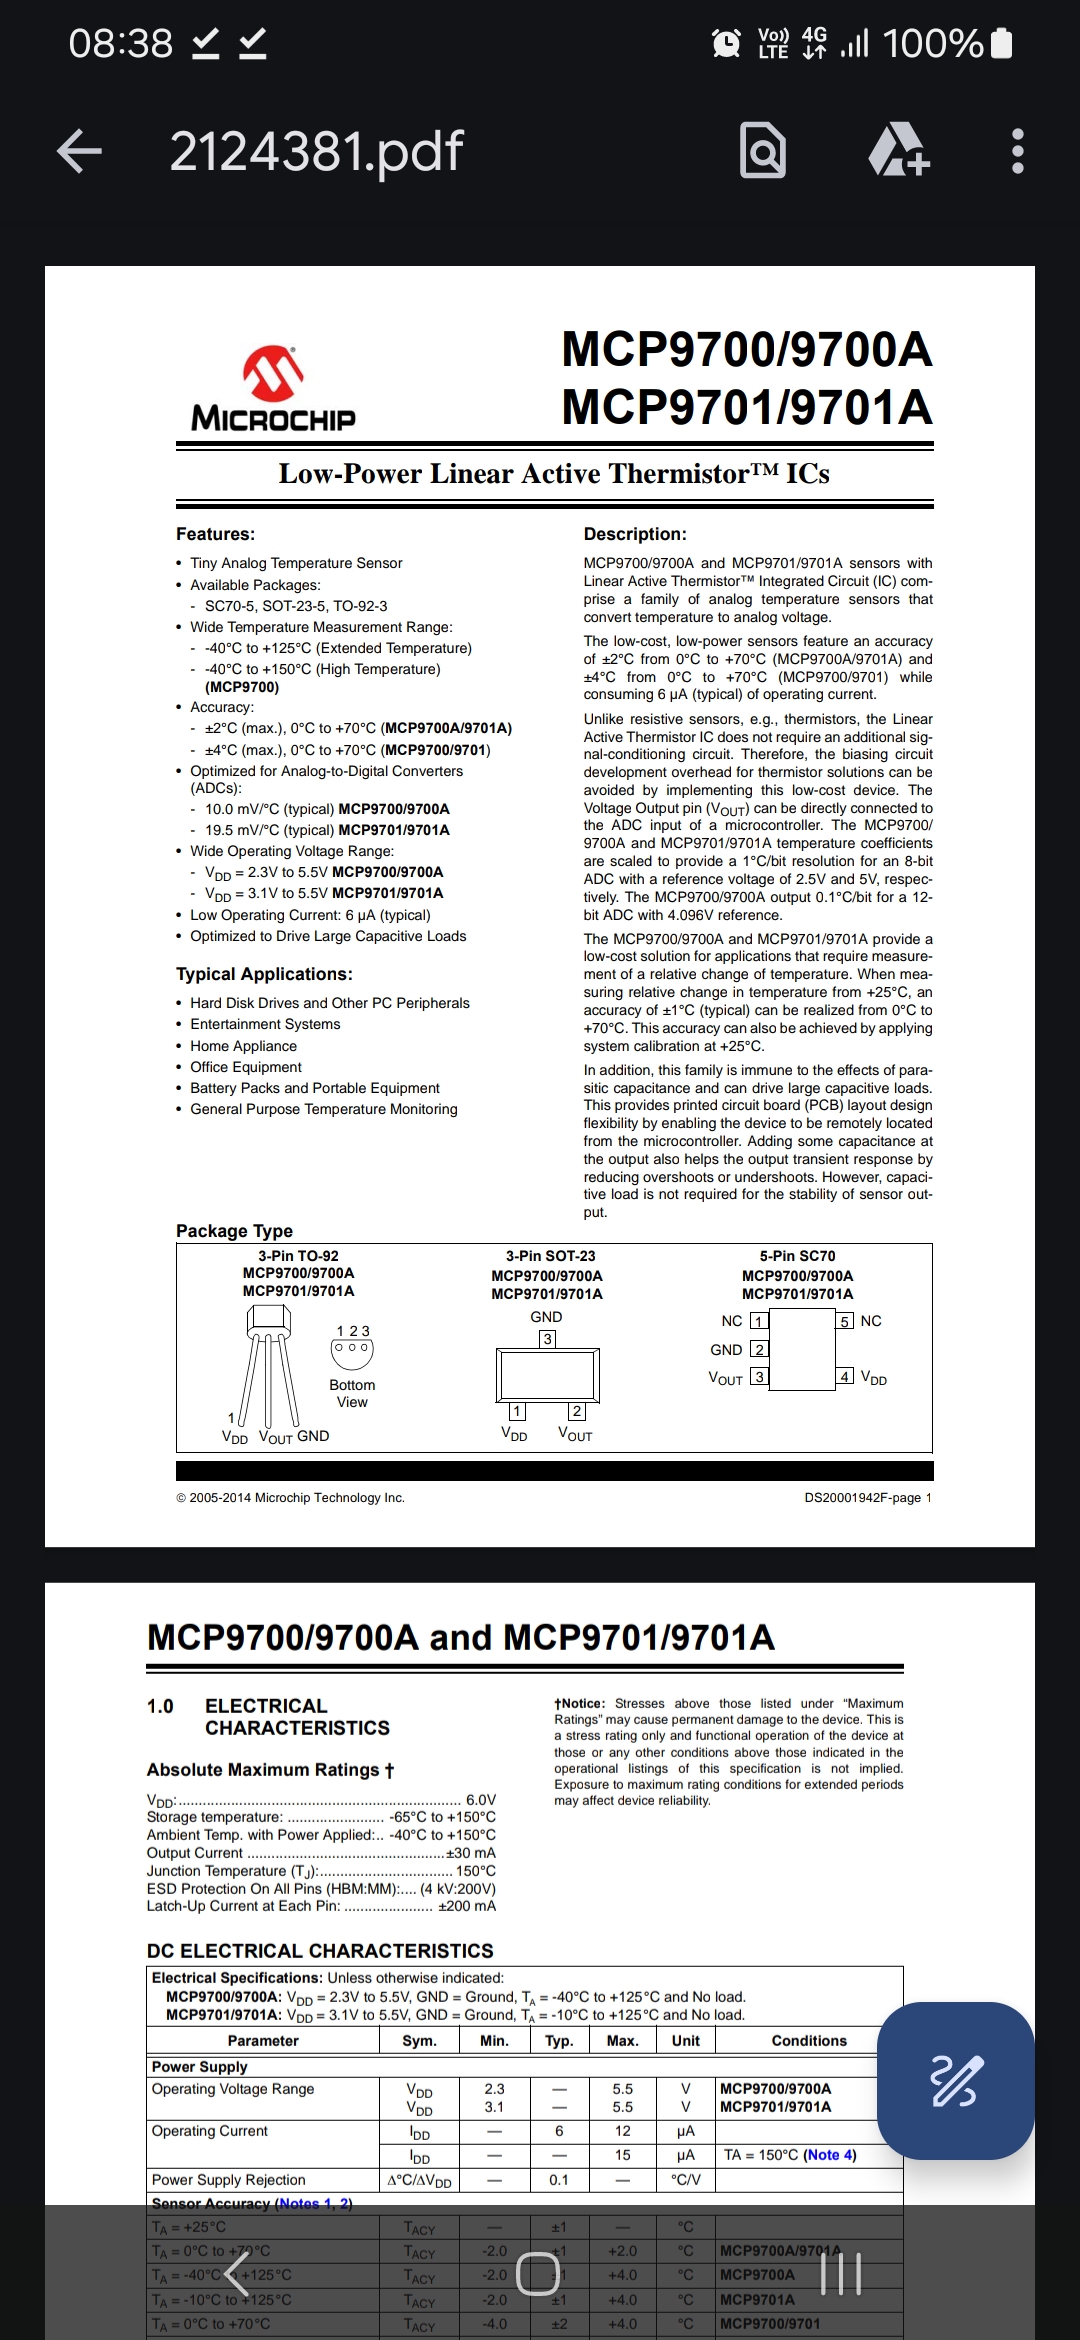 08:38
Vo)) LTE 4G 100%
2124381.pdf
MICROCHIP
MCP9700/9700A
MCP9701/9701A
Low-Power Linear Active Thermistor™ ICs
Features:
• Tiny Analog Temperature Sensor
• Available Packages:
- SC70-5, SOT-23-5, TO-92-3
• Wide Temperature Measurement Range:
- -40°C to +125°C (Extended Temperature)
- -40°C to +150°C (High Temperature)
(MCP9700)
• Accuracy:
- ±2°C (max.), 0°C to +70°C (MCP9700A/9701A)
- ±4°C (max.), 0°C to +70°C (MCP9700/9701)
• Optimized for Analog-to-Digital Converters
(ADCs):
- 10.0 mV/°C (typical) MCP9700/9700A
- 19.5 mV/°C (typical) MCP9701/9701A
• Wide Operating Voltage Range:
- VDD = 2.3V to 5.5V MCP9700/9700A
- VDD = 3.1V to 5.5V MCP9701/9701A
• Low Operating Current: 6 µA (typical)
• Optimized to Drive Large Capacitive Loads
Typical Applications:
• Hard Disk Drives and Other PC Peripherals
• Entertainment Systems
• Home Appliance
• Office Equipment
• Battery Packs and Portable Equipment
• General Purpose Temperature Monitoring
Description:
MCP9700/9700A and MCP9701/9701A sensors with
Linear Active Thermistor™ Integrated Circuit (IC) com-
prise a family of analog temperature sensors that
convert temperature to analog voltage.
The low-cost, low-power sensors feature an accuracy
of ±2°C from 0°C to +70°C (MCP9700A/9701A) and
±4°C from 0°C to +70°C (MCP9700/9701) while
consuming 6 µA (typical) of operating current.
Unlike resistive sensors, e.g., thermistors, the Linear
Active Thermistor IC does not require an additional sig-
nal-conditioning circuit. Therefore, the biasing circuit
development overhead for thermistor solutions can be
avoided by implementing this low-cost device. The
Voltage Output pin (VOUT) can be directly connected to
the ADC input of a microcontroller. The MCP9700/
9700A and MCP9701/9701A temperature coefficients
are scaled to provide a 1°C/bit resolution for an 8-bit
ADC with a reference voltage of 2.5V and 5V, respec-
tively. The MCP9700/9700A output 0.1°C/bit for a 12-
bit ADC with 4.096V reference.
The MCP9700/9700A and MCP9701/9701A provide a
low-cost solution for applications that require measure-
ment of a relative change of temperature. When mea-
suring relative change in temperature from +25°C, an
accuracy of ±1°C (typical) can be realized from 0°C to
+70°C. This accuracy can also be achieved by applying
system calibration at +25°C.
In addition, this family is immune to the effects of para-
sitic capacitance and can drive large capacitive loads.
This provides printed circuit board (PCB) layout design
flexibility by enabling the device to be remotely located
from the microcontroller. Adding some capacitance at
the output also helps the output transient response by
reducing overshoots or undershoots. However, capaci-
tive load is not required for the stability of sensor out-
put.
Package Type
3-Pin TO-92
MCP9700/9700A
MCP9701/9701A
1 2 3
Bottom
View
1
VDD VOUT GND
3-Pin SOT-23
MCP9700/9700A
MCP9701/9701A
GND
3
1 2
VDD VOUT
5-Pin SC70
MCP9700/9700A
MCP9701/9701A
NC 1 5 NC
GND 2
VOUT 3 4 VDD
© 2005-2014 Microchip Technology Inc. DS20001942F-page 1
MCP9700/9700A and MCP9701/9701A
1.0 ELECTRICAL
CHARACTERISTICS
Absolute Maximum Ratings †
VDD:...................................................................... 6.0V
Storage temperature: ........................ -65°C to +150°C
Ambient Temp. with Power Applied:.. -40°C to +150°C
Output Current .................................................±30 mA
Junction Temperature (TJ):................................. 150°C
ESD Protection On All Pins (HBM:MM):.... (4 kV:200V)
Latch-Up Current at Each Pin: ...................... ±200 mA
†Notice: Stresses above those listed under “Maximum
Ratings” may cause permanent damage to the device. This is
a stress rating only and functional operation of the device at
those or any other conditions above those indicated in the
operational listings of this specification is not implied.
Exposure to maximum rating conditions for extended periods
may affect device reliability.
DC ELECTRICAL CHARACTERISTICS
Electrical Specifications: Unless otherwise indicated:
MCP9700/9700A: VDD = 2.3V to 5.5V, GND = Ground, TA = -40°C to +125°C and No load.
MCP9701/9701A: VDD = 3.1V to 5.5V, GND = Ground, TA = -10°C to +125°C and No load.
Parameter Sym. Min. Typ. Max. Unit Conditions
Power Supply
Operating Voltage Range VDD 2.3 — 5.5 V MCP9700/9700A
VDD 3.1 — 5.5 V MCP9701/9701A
Operating Current IDD — 6 12 µA
IDD — — 15 µA TA = 150°C (Note 4)
Power Supply Rejection Δ°C/ΔVDD — 0.1 — °C/V
Sensor Accuracy (Notes 1, 2)
TA = +25°C TACY — ±1 — °C
TA = 0°C to +70°C TACY -2.0 ±1 +2.0 °C MCP9700A/9701A
TA = -40°C to +125°C TACY -2.0 ±1 +4.0 °C MCP9700A
TA = -10°C to +125°C TACY -2.0 ±1 +4.0 °C MCP9701A
TA = 0°C to +70°C TACY -4.0 ±2 +4.0 °C MCP9700/9701